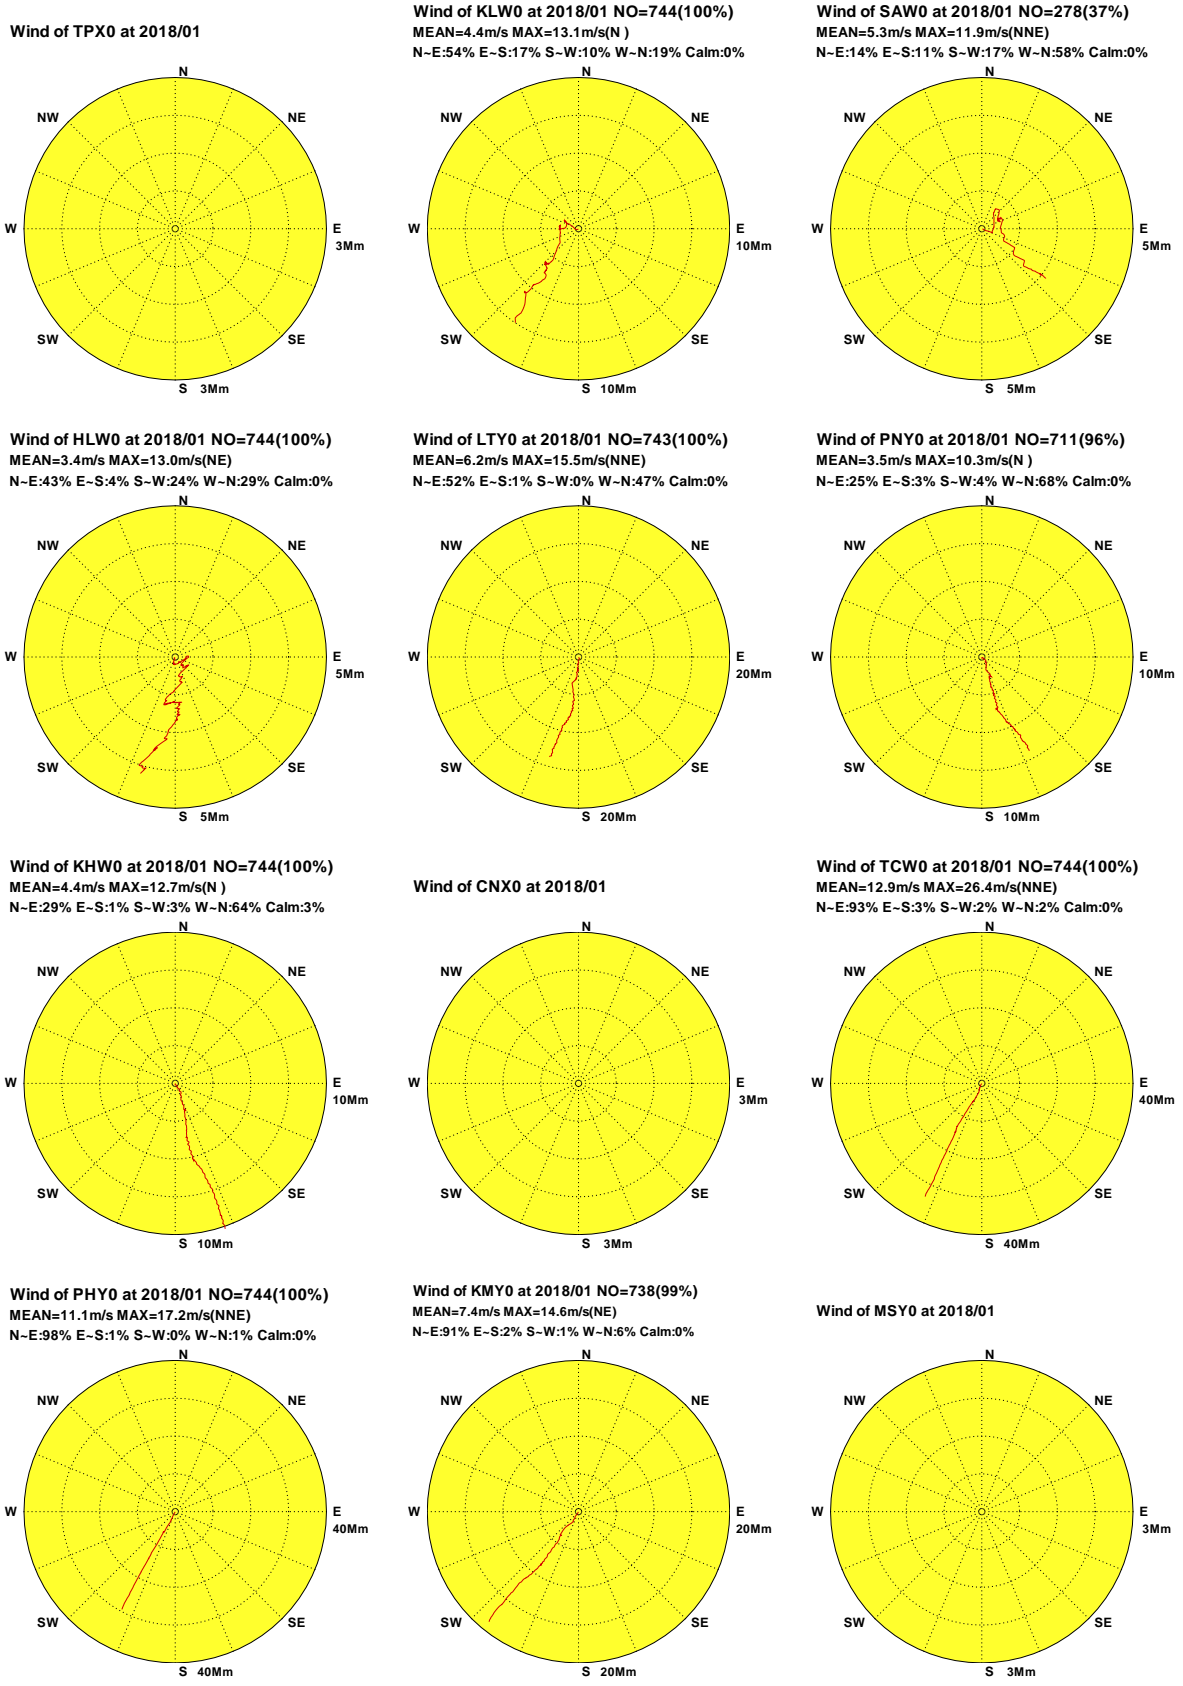 Wind of TPX0 at 2018/01
N
NW
NE
W
E
3Mm
SW
SE
S 3Mm
Wind of KLW0 at 2018/01 NO=744(100%)
MEAN=4.4m/s MAX=13.1m/s(N )
N~E:54% E~S:17% S~W:10% W~N:19% Calm:0%
N
NW
NE
W
E
10Mm
SW
SE
S 10Mm
Wind of SAW0 at 2018/01 NO=278(37%)
MEAN=5.3m/s MAX=11.9m/s(NNE)
N~E:14% E~S:11% S~W:17% W~N:58% Calm:0%
N
NW
NE
W
E
5Mm
SW
SE
S 5Mm
Wind of HLW0 at 2018/01 NO=744(100%)
MEAN=3.4m/s MAX=13.0m/s(NE)
N~E:43% E~S:4% S~W:24% W~N:29% Calm:0%
N
NW
NE
W
E
5Mm
SW
SE
S 5Mm
Wind of LTY0 at 2018/01 NO=743(100%)
MEAN=6.2m/s MAX=15.5m/s(NNE)
N~E:52% E~S:1% S~W:0% W~N:47% Calm:0%
N
NW
NE
W
E
20Mm
SW
SE
S 20Mm
Wind of PNY0 at 2018/01 NO=711(96%)
MEAN=3.5m/s MAX=10.3m/s(N )
N~E:25% E~S:3% S~W:4% W~N:68% Calm:0%
N
NW
NE
W
E
10Mm
SW
SE
S 10Mm
Wind of KHW0 at 2018/01 NO=744(100%)
MEAN=4.4m/s MAX=12.7m/s(N )
N~E:29% E~S:1% S~W:3% W~N:64% Calm:3%
N
NW
NE
W
E
10Mm
SW
SE
S 10Mm
Wind of CNX0 at 2018/01
N
NW
NE
W
E
3Mm
SW
SE
S 3Mm
Wind of TCW0 at 2018/01 NO=744(100%)
MEAN=12.9m/s MAX=26.4m/s(NNE)
N~E:93% E~S:3% S~W:2% W~N:2% Calm:0%
N
NW
NE
W
E
40Mm
SW
SE
S 40Mm
Wind of PHY0 at 2018/01 NO=744(100%)
MEAN=11.1m/s MAX=17.2m/s(NNE)
N~E:98% E~S:1% S~W:0% W~N:1% Calm:0%
N
NW
NE
W
E
40Mm
SW
SE
S 40Mm
Wind of KMY0 at 2018/01 NO=738(99%)
MEAN=7.4m/s MAX=14.6m/s(NE)
N~E:91% E~S:2% S~W:1% W~N:6% Calm:0%
N
NW
NE
W
E
20Mm
SW
SE
S 20Mm
Wind of MSY0 at 2018/01
N
NW
NE
W
E
3Mm
SW
SE
S 3Mm